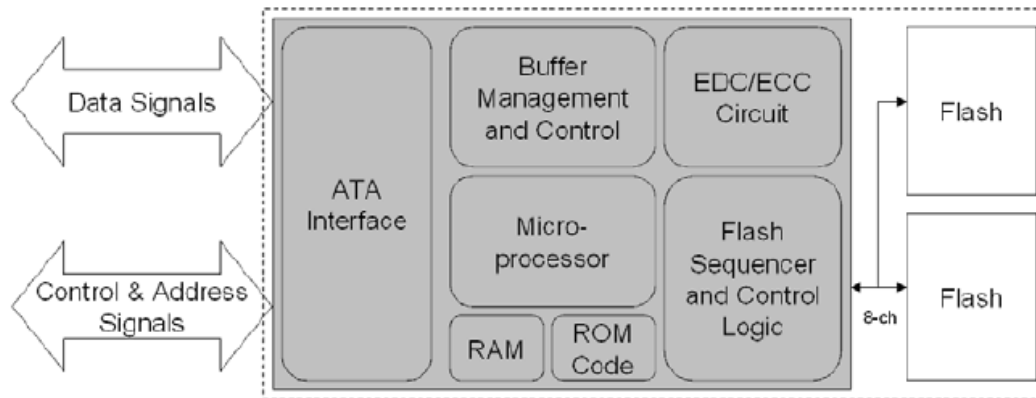 Data Signals
Control & Address
Signals
ATA
Interface
Buffer
Management
and Control
Micro-
processor
RAM
ROM
Code
EDC/ECC
Circuit
Flash
Sequencer
and Control
Logic
8-ch
Flash
Flash